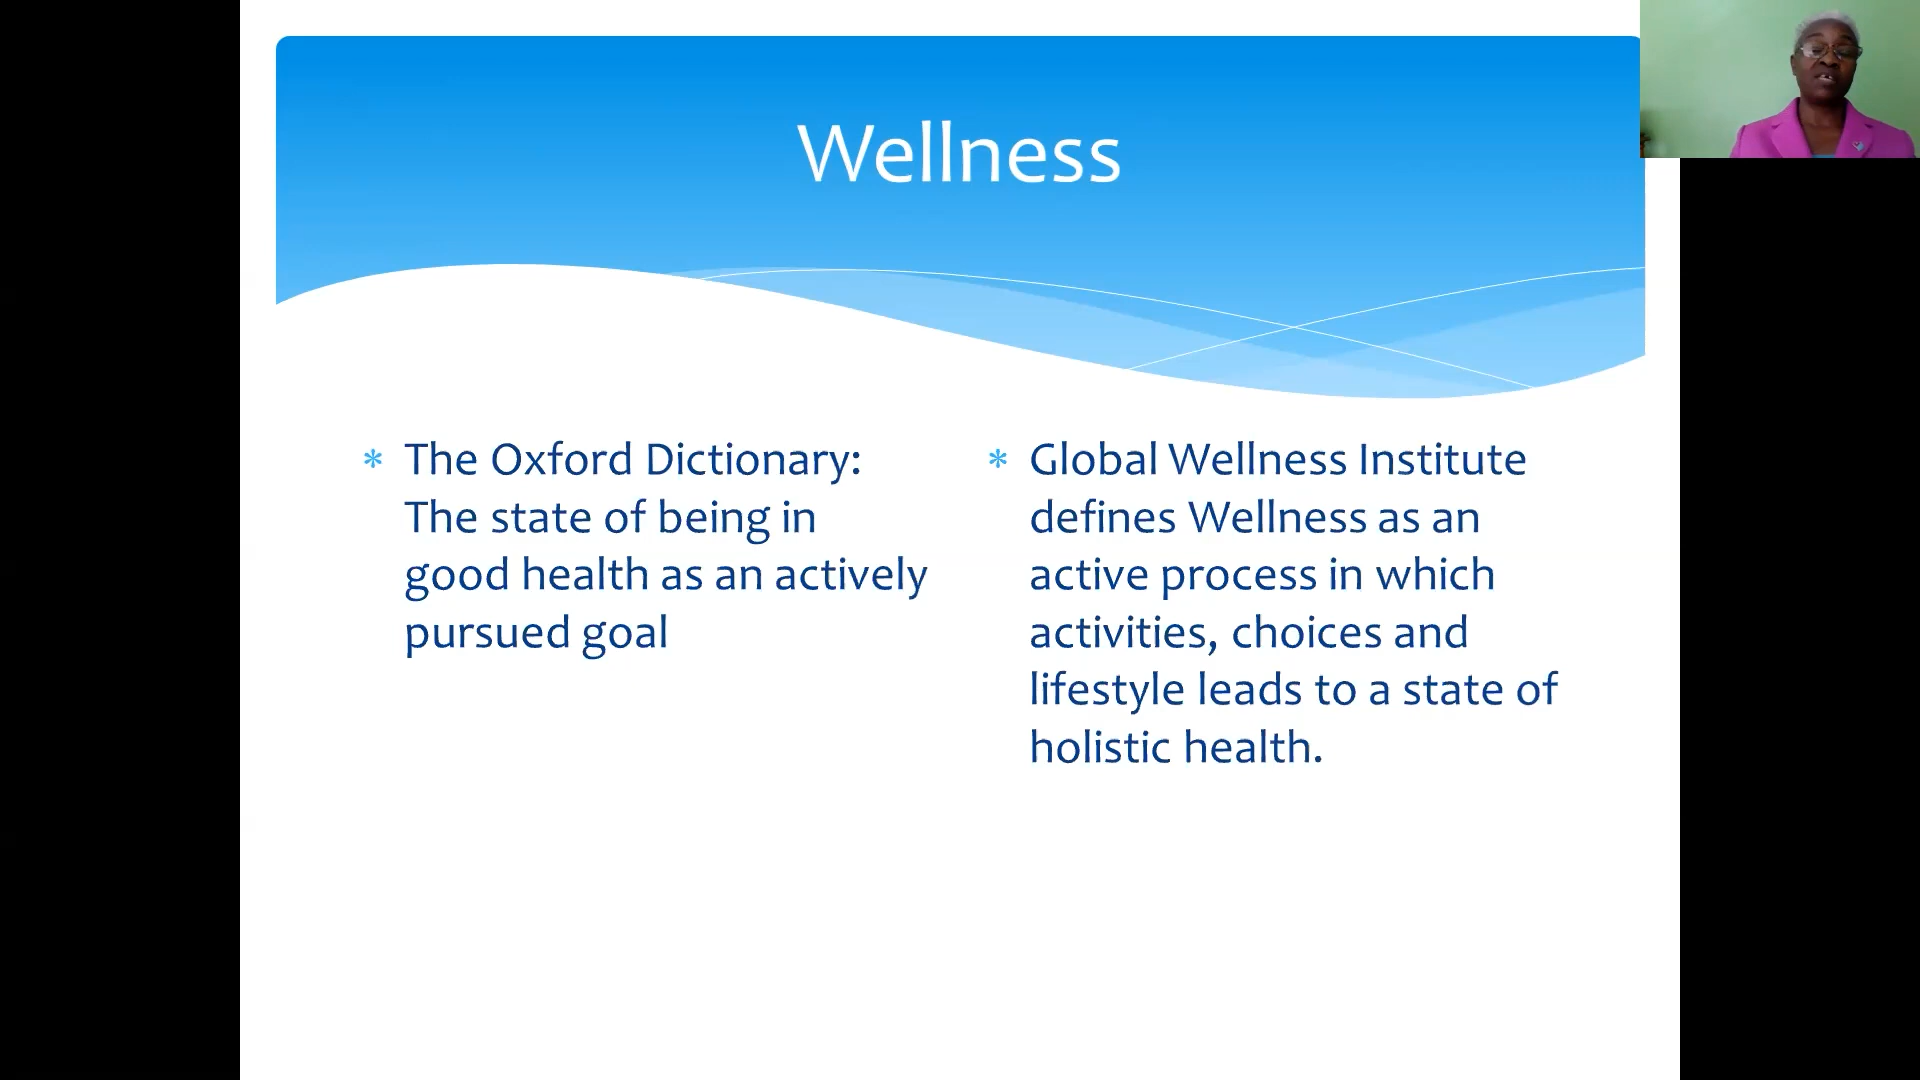 Wellness
* The Oxford Dictionary:
The state of being in
good health as an actively
pursued goal
* Global Wellness Institute
defines Wellness as an
active process in which
activities, choices and
lifestyle leads to a state of
holistic health.